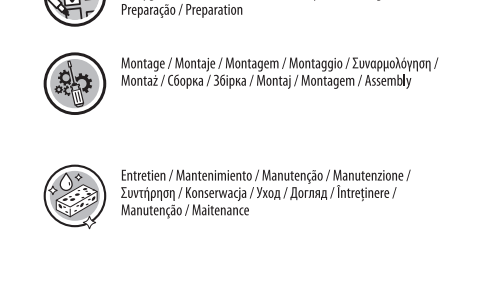 Preparação / Preparation
Montage / Montaje / Montagem / Montaggio / Συναρμολόγηση /
Montaż / Сборка / Збірка / Montaj / Montagem / Assembly
Entretien / Mantenimiento / Manutenção / Manutenzione /
Συντήρηση / Konserwacja / Уход / Догляд / Întreținere /
Manutenção / Maitenance